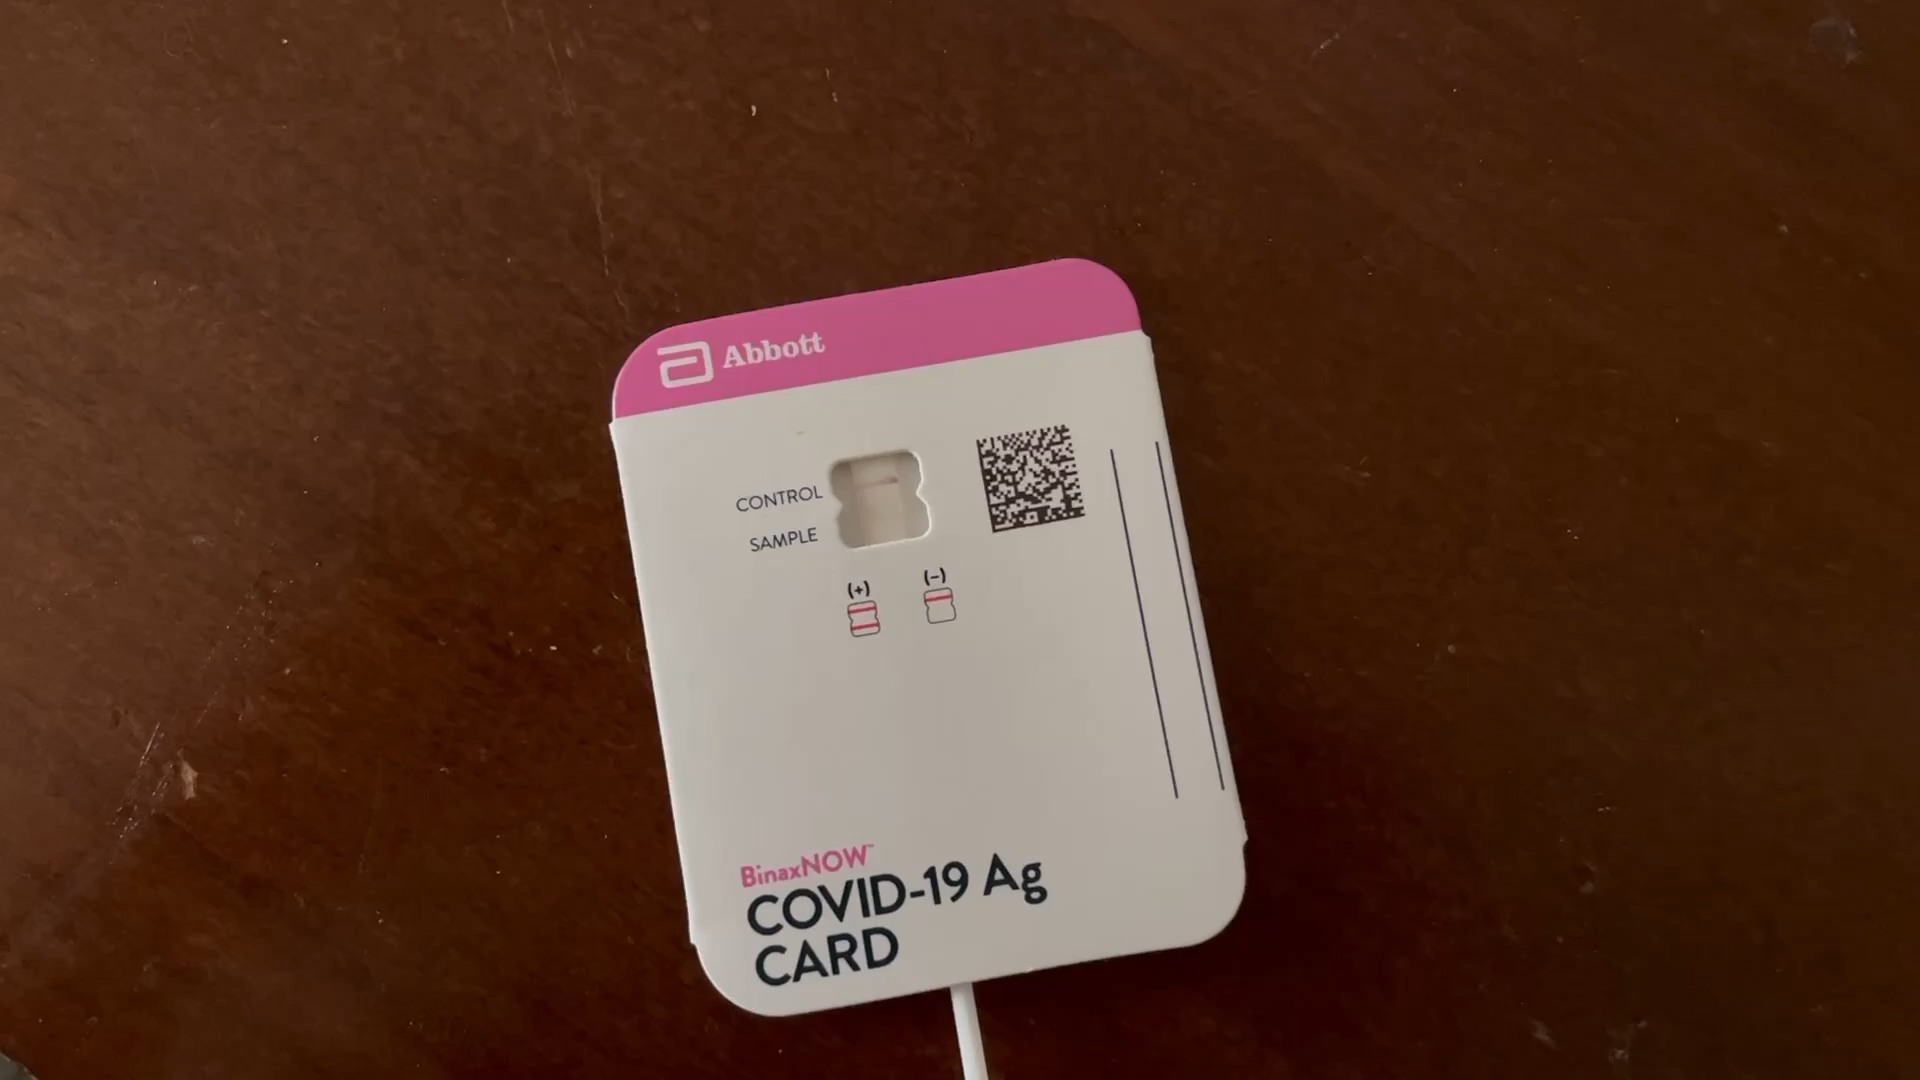 Abbott
CONTROL
SAMPLE
(+) (-)
BinaxNOW™
COVID-19 Ag
CARD